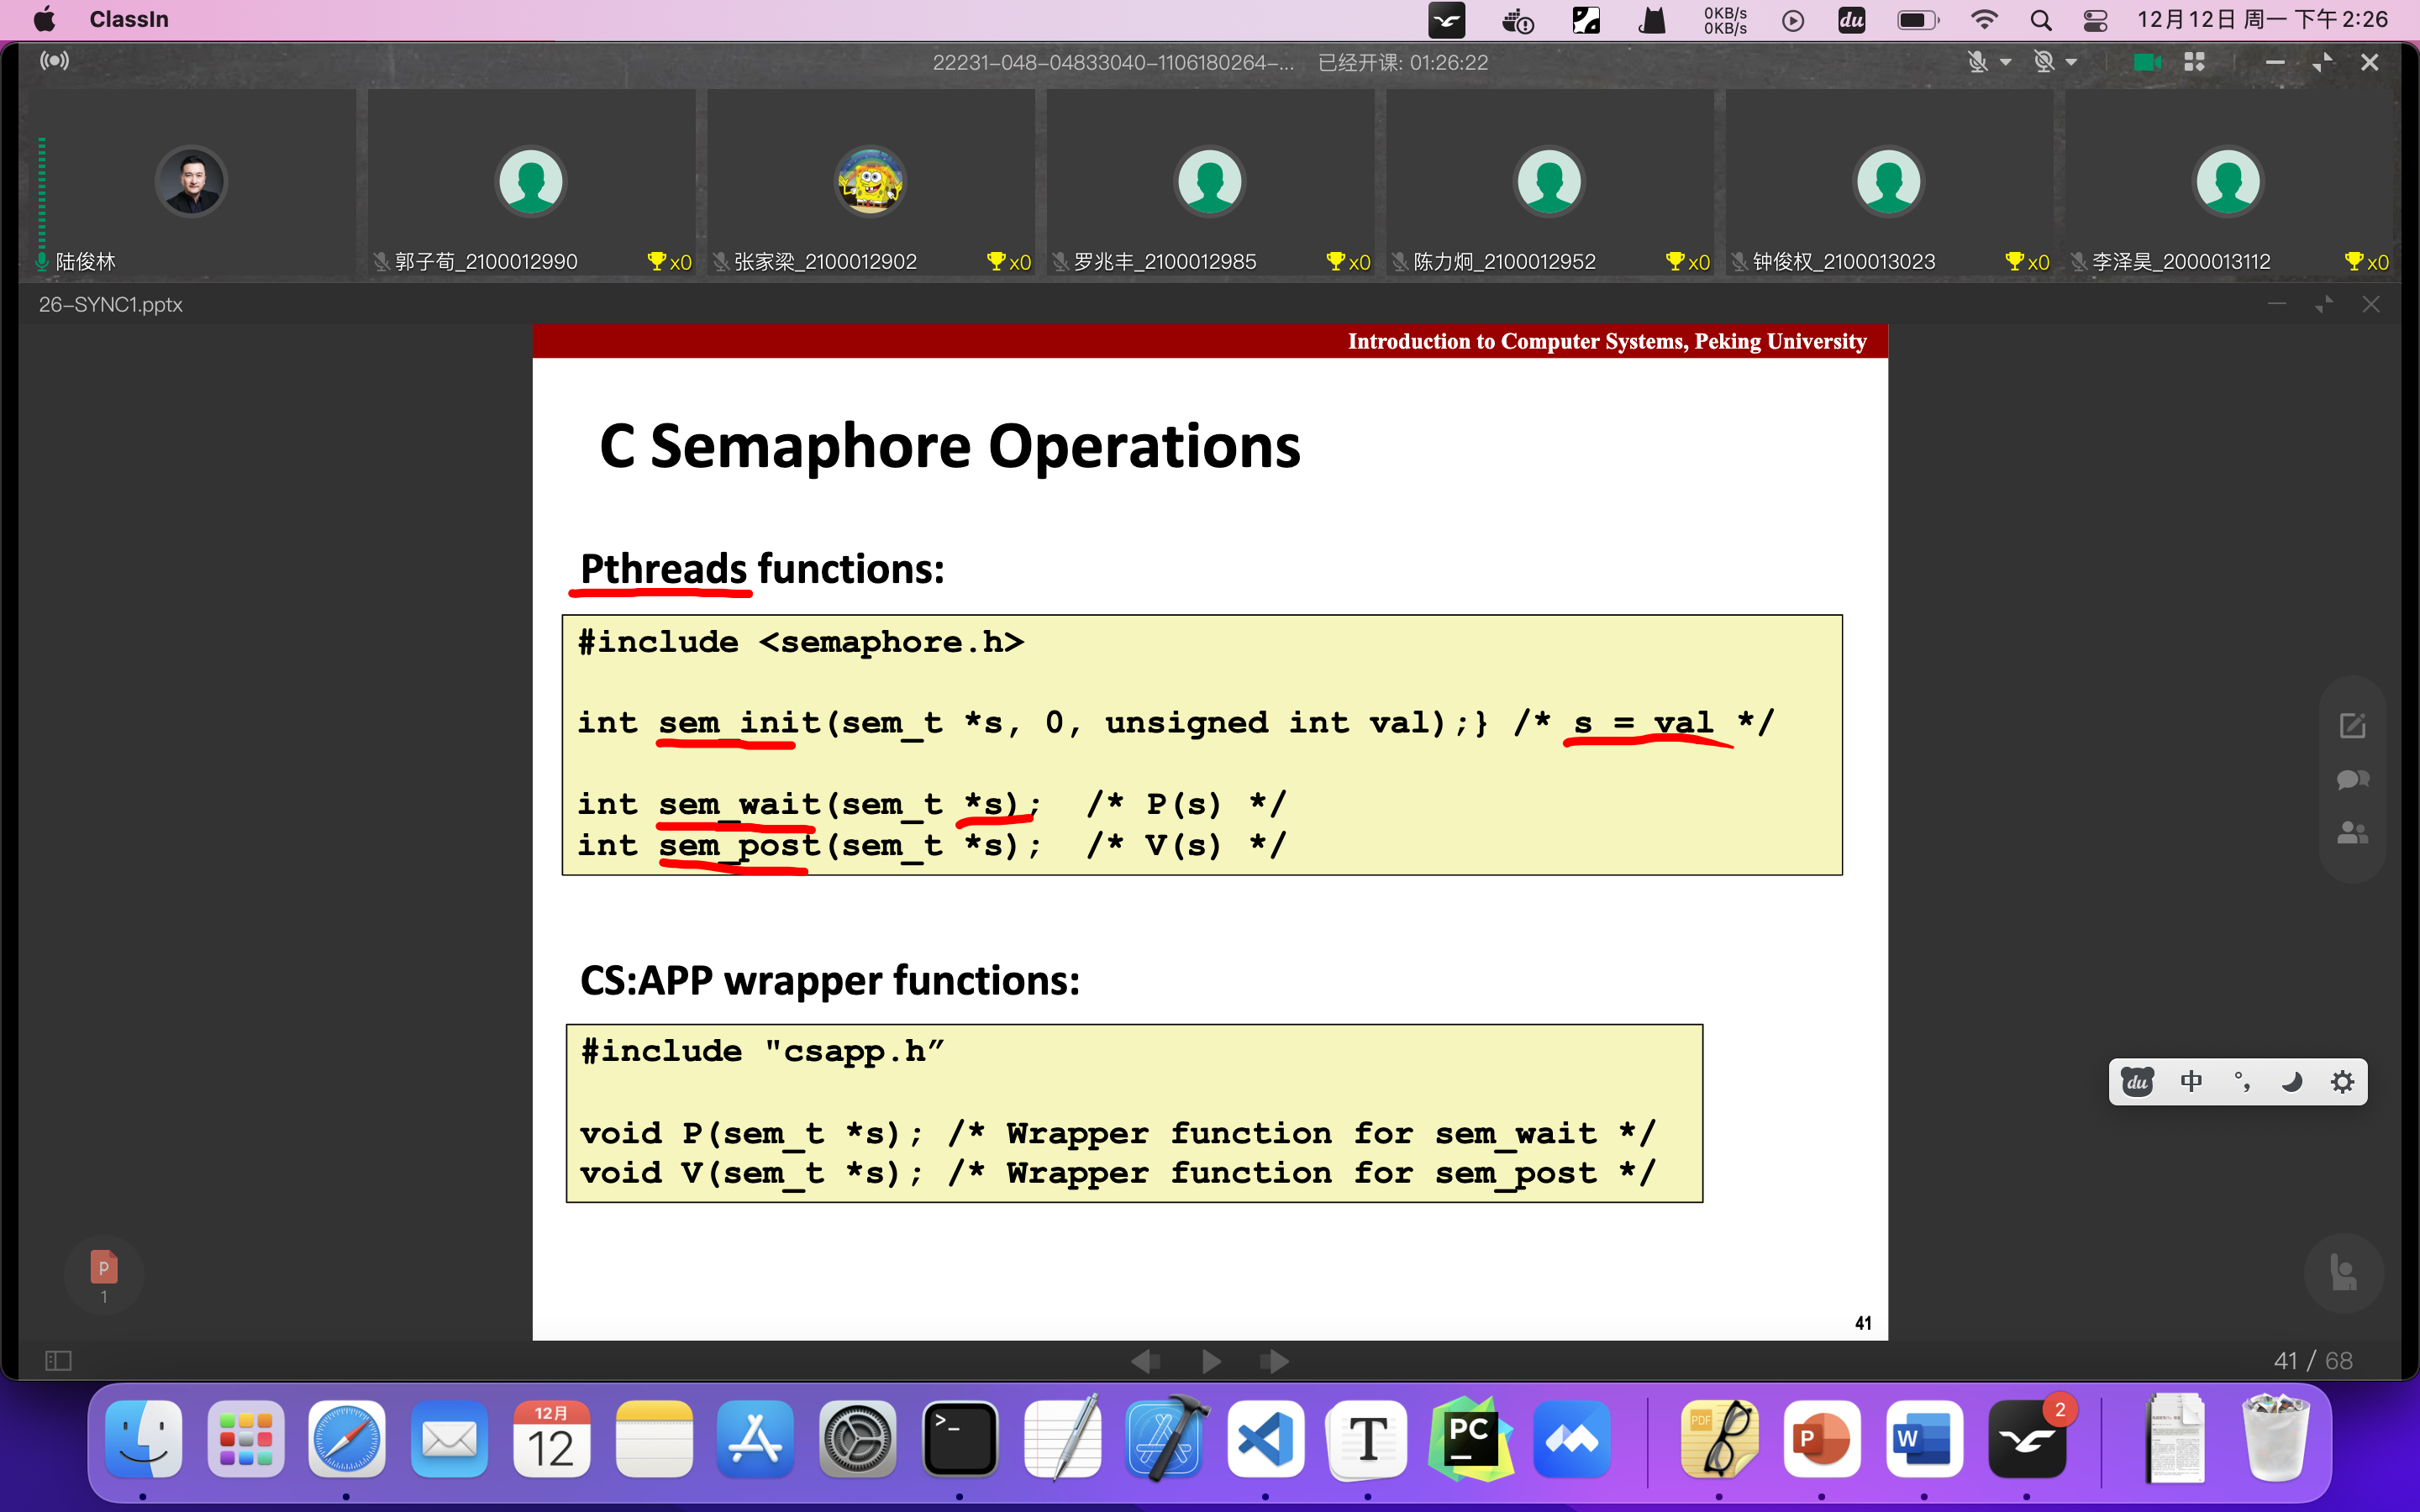 ClassIn
0KB/s
0KB/s
du
12月12日 周一 下午2:26
22231-048-04833040-1106180264-... 已经开课: 01:26:22
陆俊林
郭子荀_2100012990 x0
张家梁_2100012902 x0
罗兆丰_2100012985 x0
陈力炯_2100012952 x0
钟俊权_2100013023 x0
李泽昊_2000013112 x0
26-SYNC1.pptx
Introduction to Computer Systems, Peking University
C Semaphore Operations
Pthreads functions:
#include <semaphore.h>
int sem_init(sem_t *s, 0, unsigned int val);} /* s = val */
int sem_wait(sem_t *s); /* P(s) */
int sem_post(sem_t *s); /* V(s) */
CS:APP wrapper functions:
#include "csapp.h”
void P(sem_t *s); /* Wrapper function for sem_wait */
void V(sem_t *s); /* Wrapper function for sem_post */
du 中 °,
P
1
41
41 / 68
12月
12
>_
T
PC
PDF
P
W
2